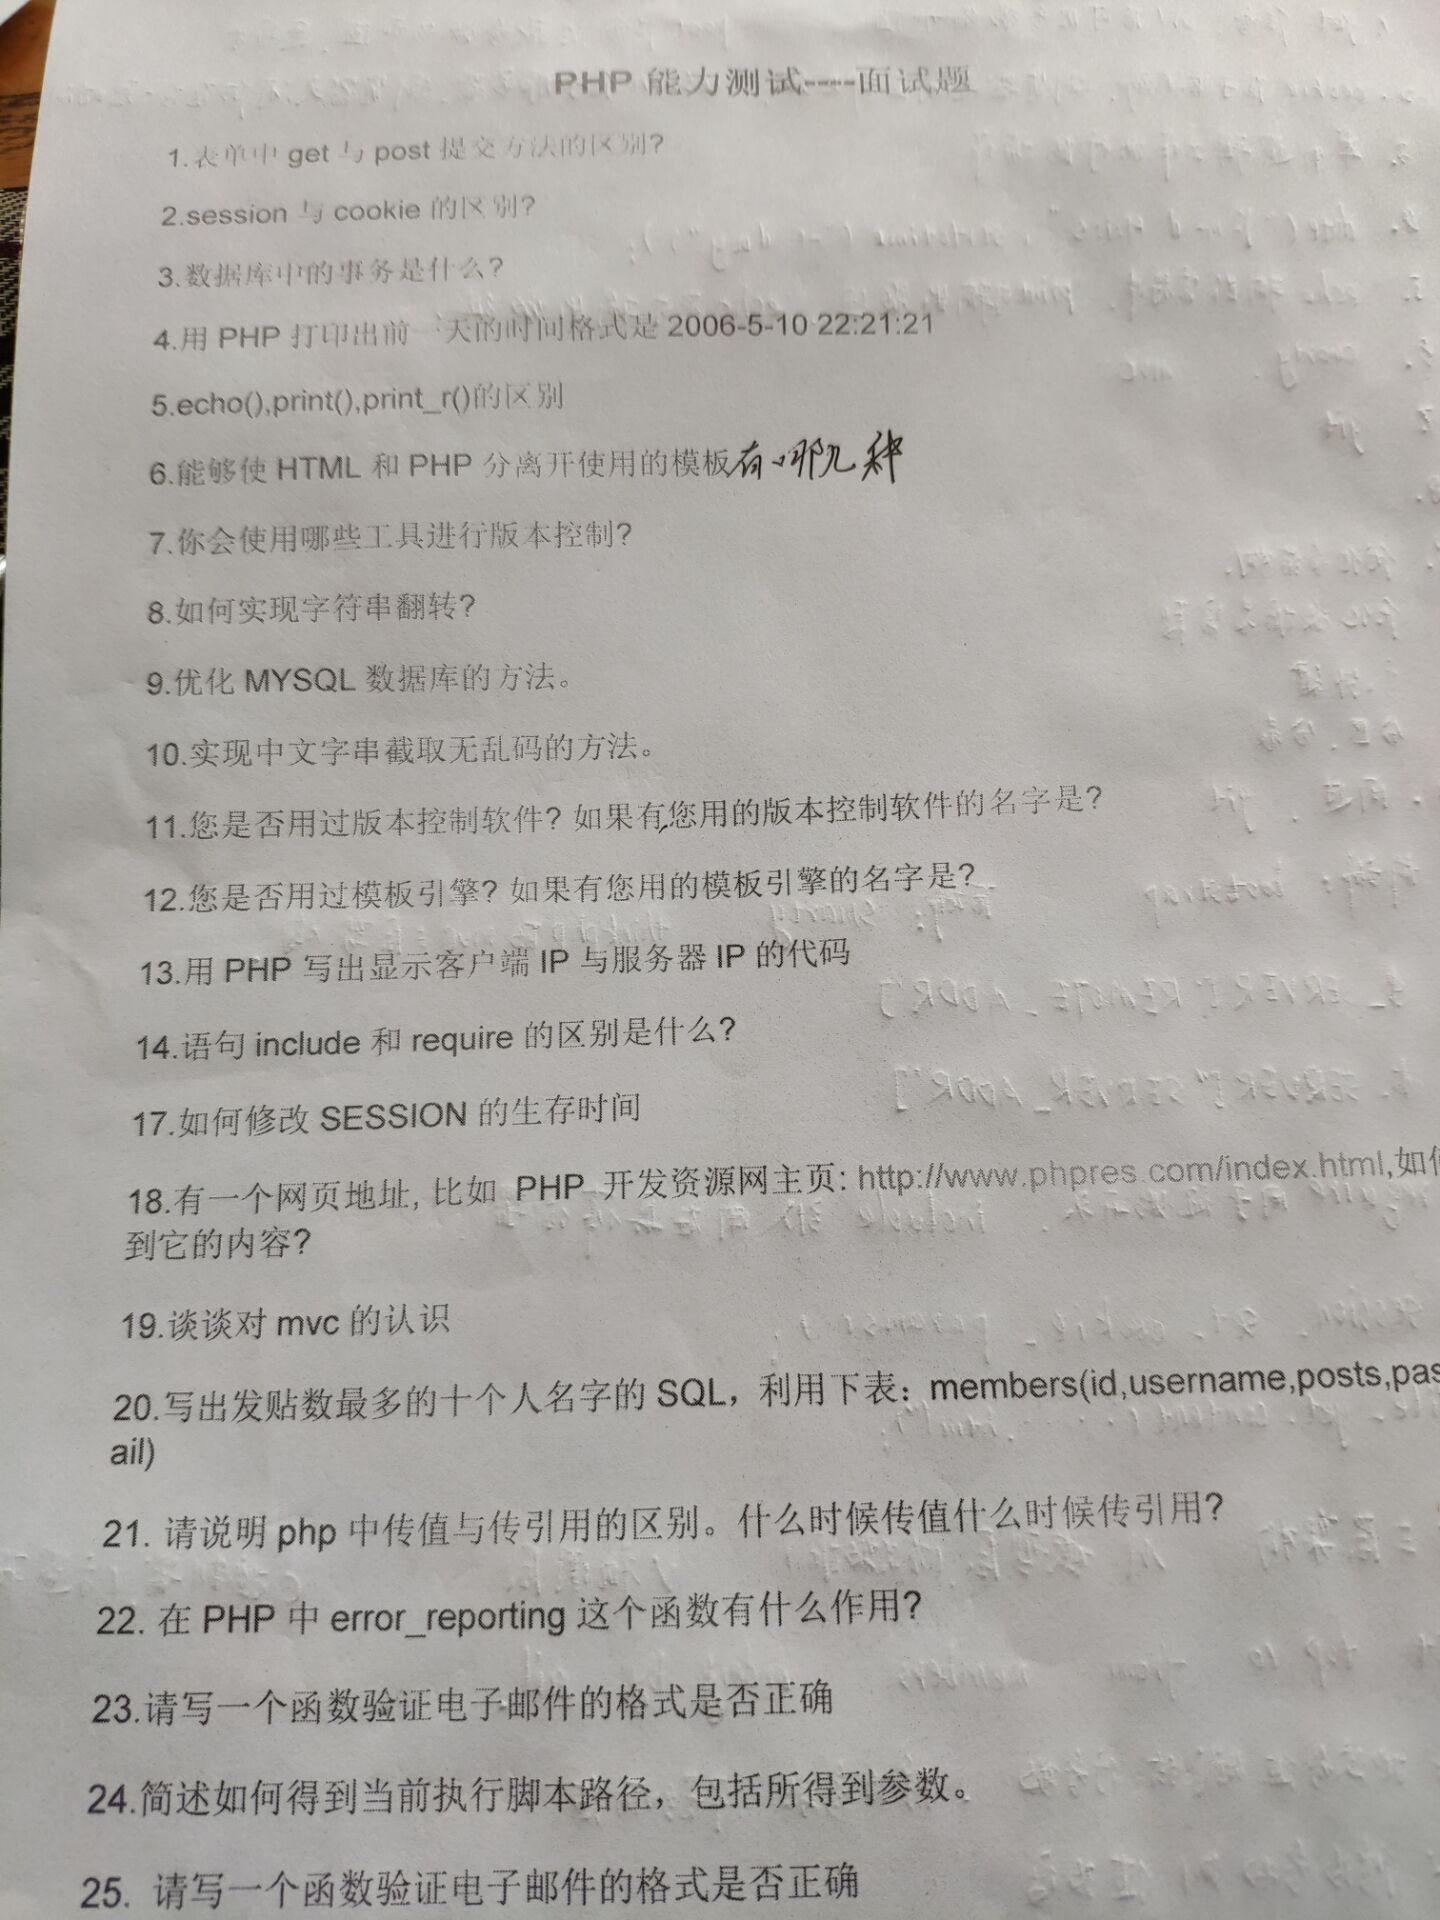 PHP 能力测试----面试题
1.表单中 get 与 post 提交方法的区别?
2.session 与 cookie 的区别?
3.数据库中的事务是什么?
4.用 PHP 打印出前一天的时间格式是 2006-5-10 22:21:21
5.echo(),print(),print_r()的区别
6.能够使 HTML 和 PHP 分离开使用的模板有哪几种
7.你会使用哪些工具进行版本控制?
8.如何实现字符串翻转?
9.优化 MYSQL 数据库的方法。
10.实现中文字串截取无乱码的方法。
11.您是否用过版本控制软件? 如果有您用的版本控制软件的名字是?
12.您是否用过模板引擎? 如果有您用的模板引擎的名字是?
13.用 PHP 写出显示客户端 IP 与服务器 IP 的代码
14.语句 include 和 require 的区别是什么?
17.如何修改 SESSION 的生存时间
18.有一个网页地址, 比如 PHP 开发资源网主页: http://www.phpres.com/index.html,如
到它的内容?
19.谈谈对 mvc 的认识
20.写出发贴数最多的十个人名字的 SQL，利用下表：members(id,username,posts,pas
ail)
21. 请说明 php 中传值与传引用的区别。什么时候传值什么时候传引用?
22. 在 PHP 中 error_reporting 这个函数有什么作用?
23.请写一个函数验证电子邮件的格式是否正确
24.简述如何得到当前执行脚本路径，包括所得到参数。
25. 请写一个函数验证电子邮件的格式是否正确